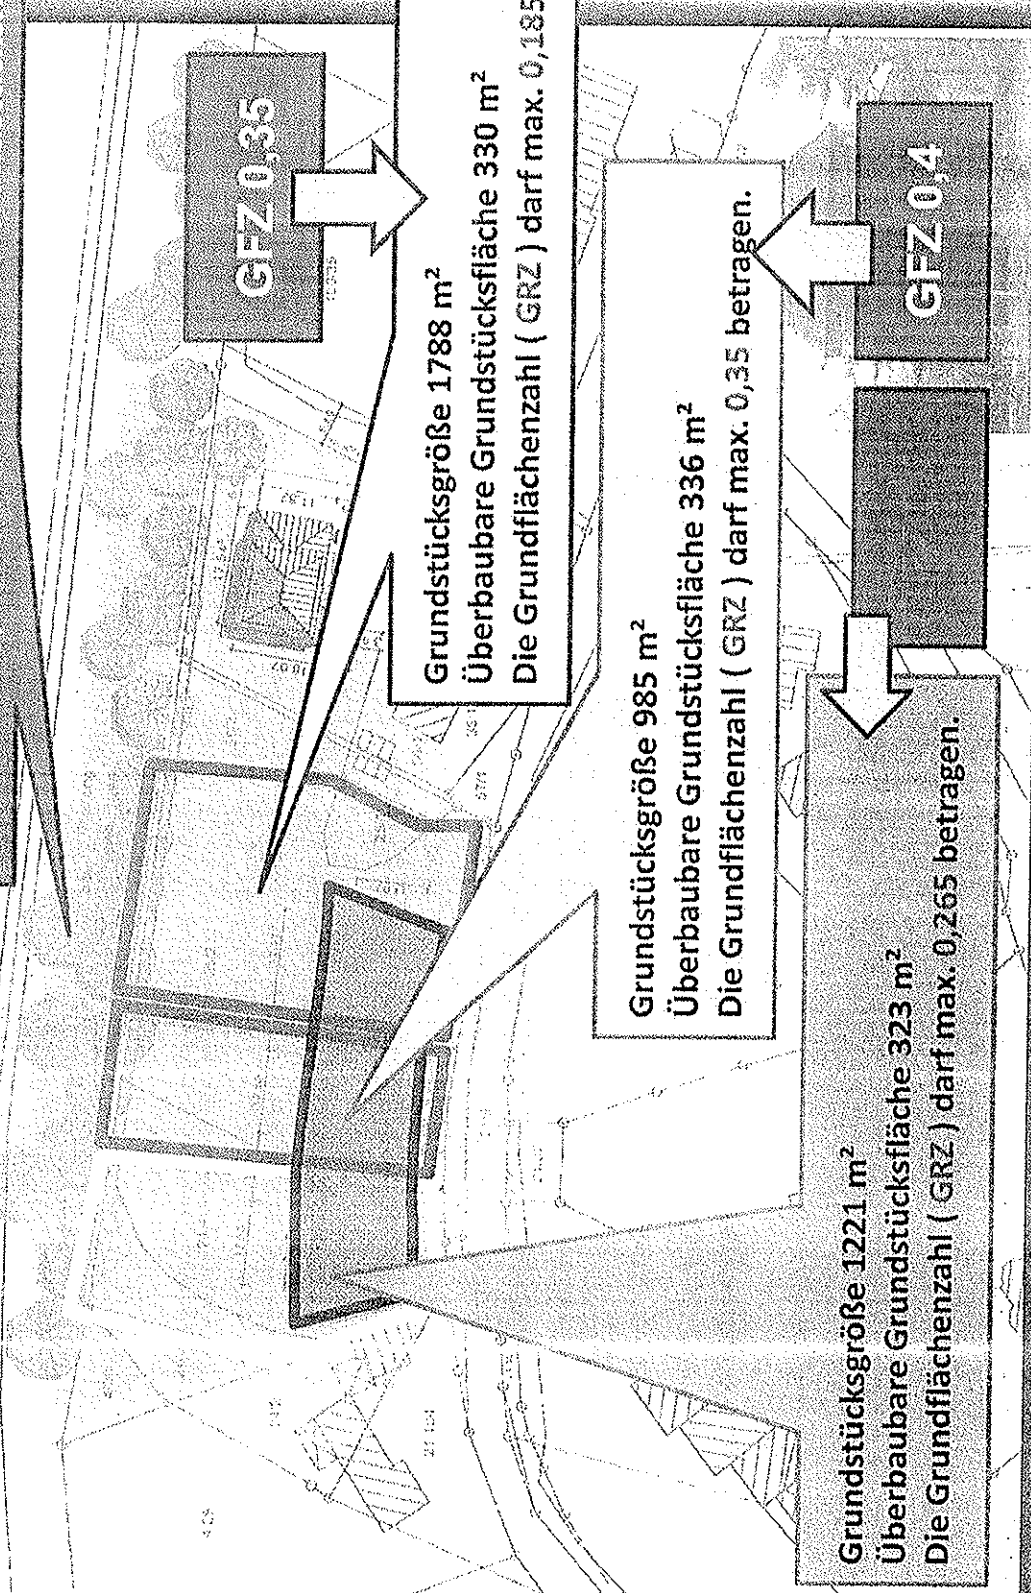 GFZ 0,35
Grundstücksgröße 1788 m²
Überbaubare Grundstücksfläche 330 m²
Die Grundflächenzahl ( GRZ ) darf max. 0,185
Grundstücksgröße 985 m²
Überbaubare Grundstücksfläche 336 m²
Die Grundflächenzahl ( GRZ ) darf max. 0,35 betragen.
GFZ 0,4
Grundstücksgröße 1221 m²
Überbaubare Grundstücksfläche 323 m²
Die Grundflächenzahl ( GRZ ) darf max. 0,265 betragen.